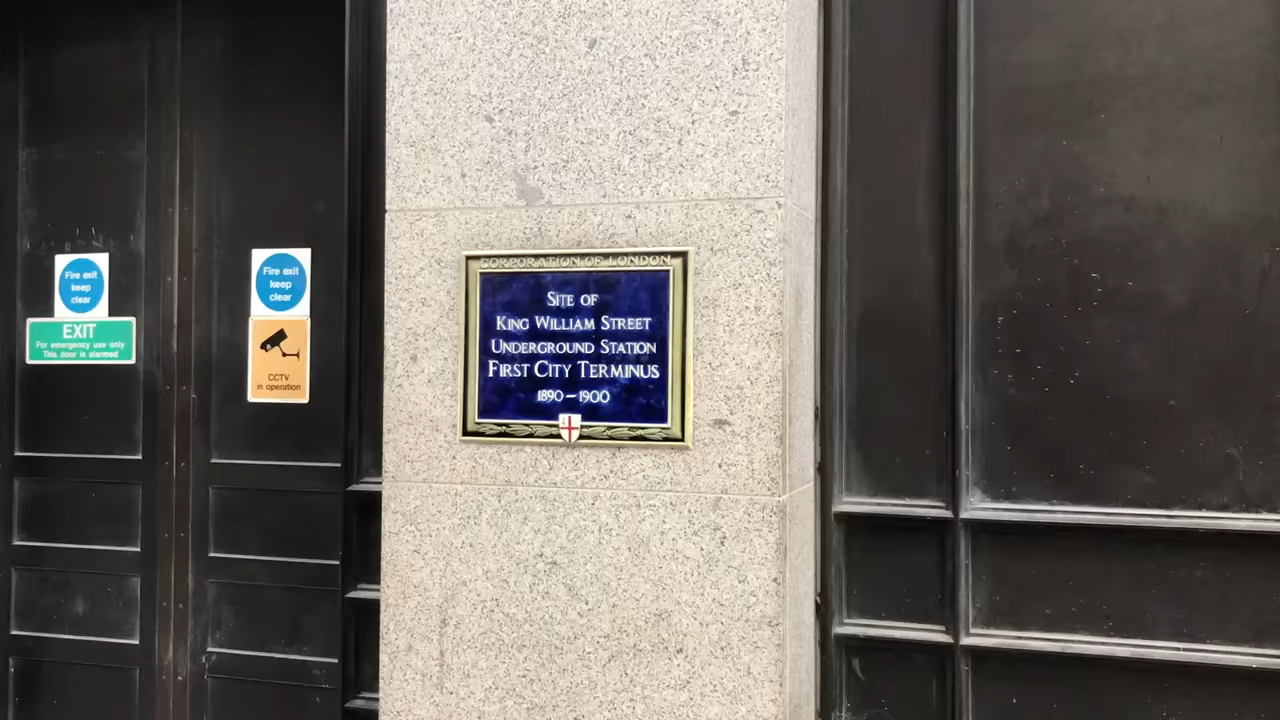 Fire exit
keep
clear
EXIT
For emergency use only
This door is alarmed
Fire exit
keep
clear
CCTV
in operation
CORPORATION OF LONDON
SITE OF
KING WILLIAM STREET
UNDERGROUND STATION
FIRST CITY TERMINUS
1890–1900